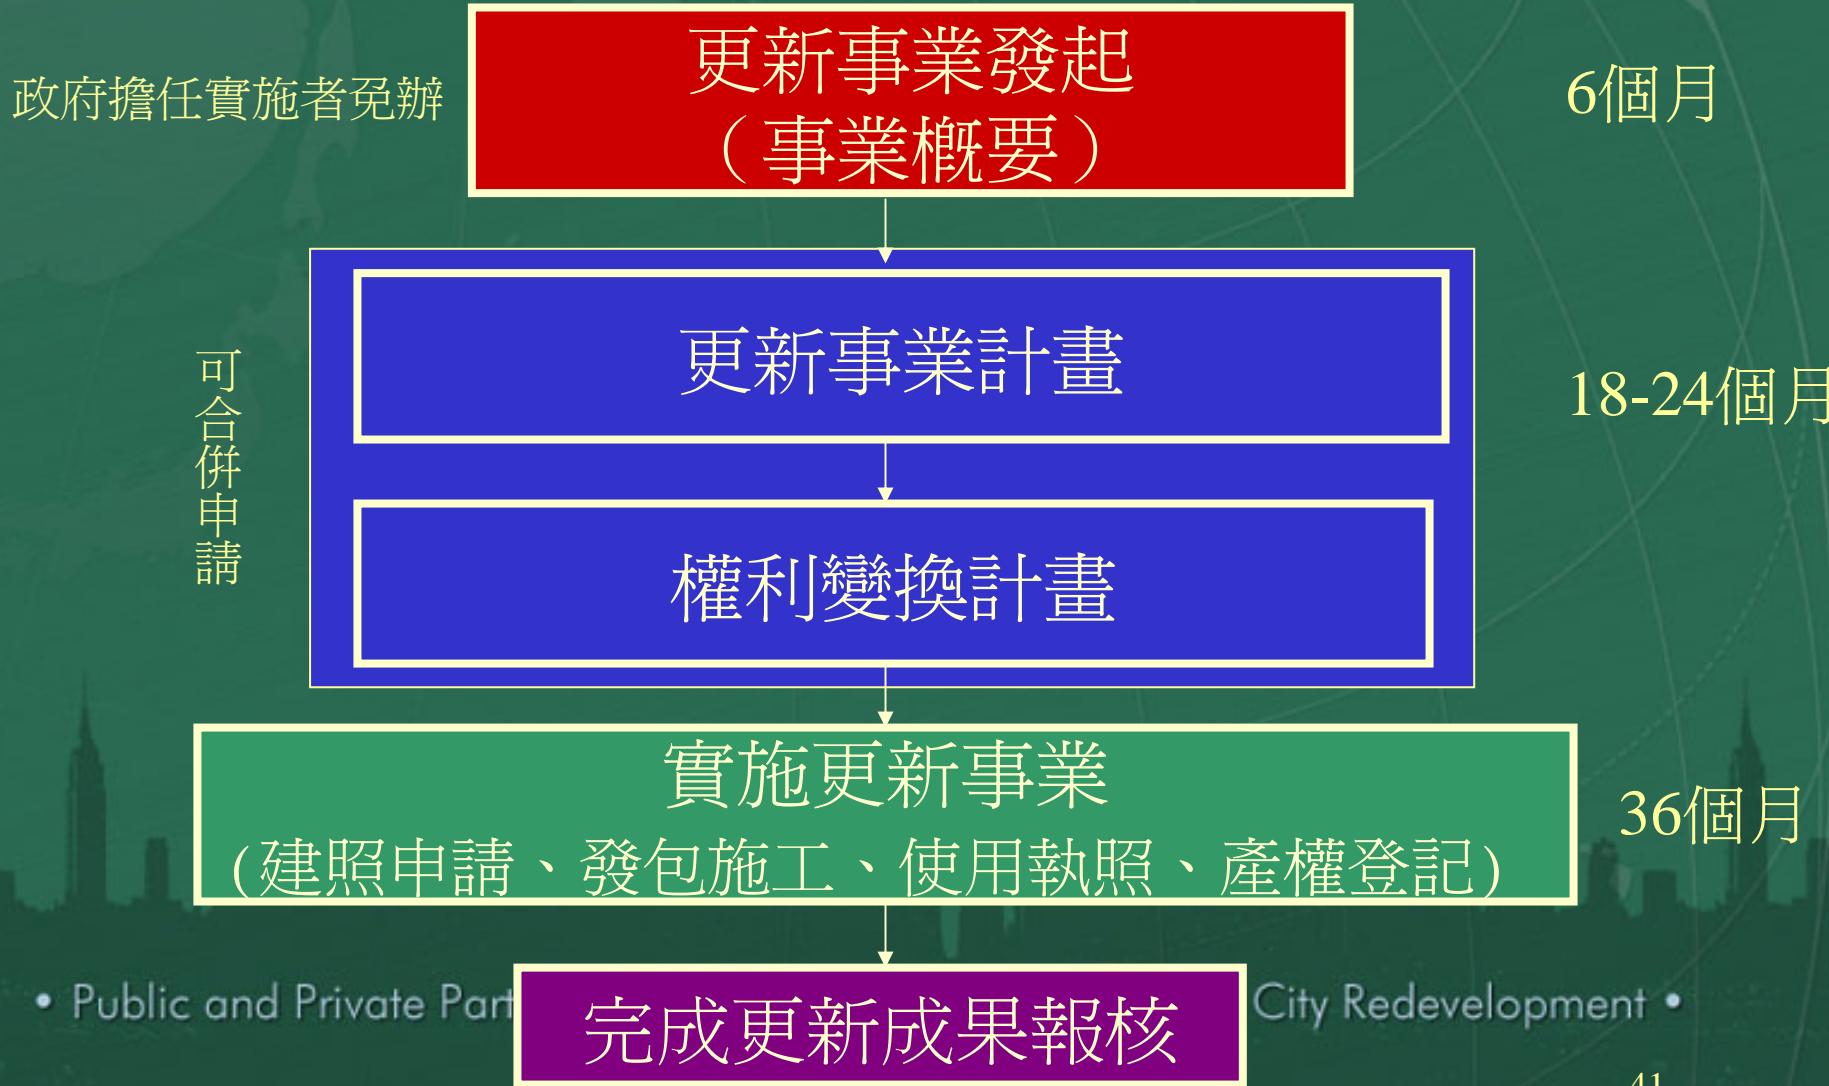 更新事業發起
（事業概要）
政府擔任實施者免辦
6個月
更新事業計畫
可合併申請
18-24個月
權利變換計畫
實施更新事業
(建照申請、發包施工、使用執照、產權登記)
36個月
• Public and Private Part
City Redevelopment •
完成更新成果報核
41